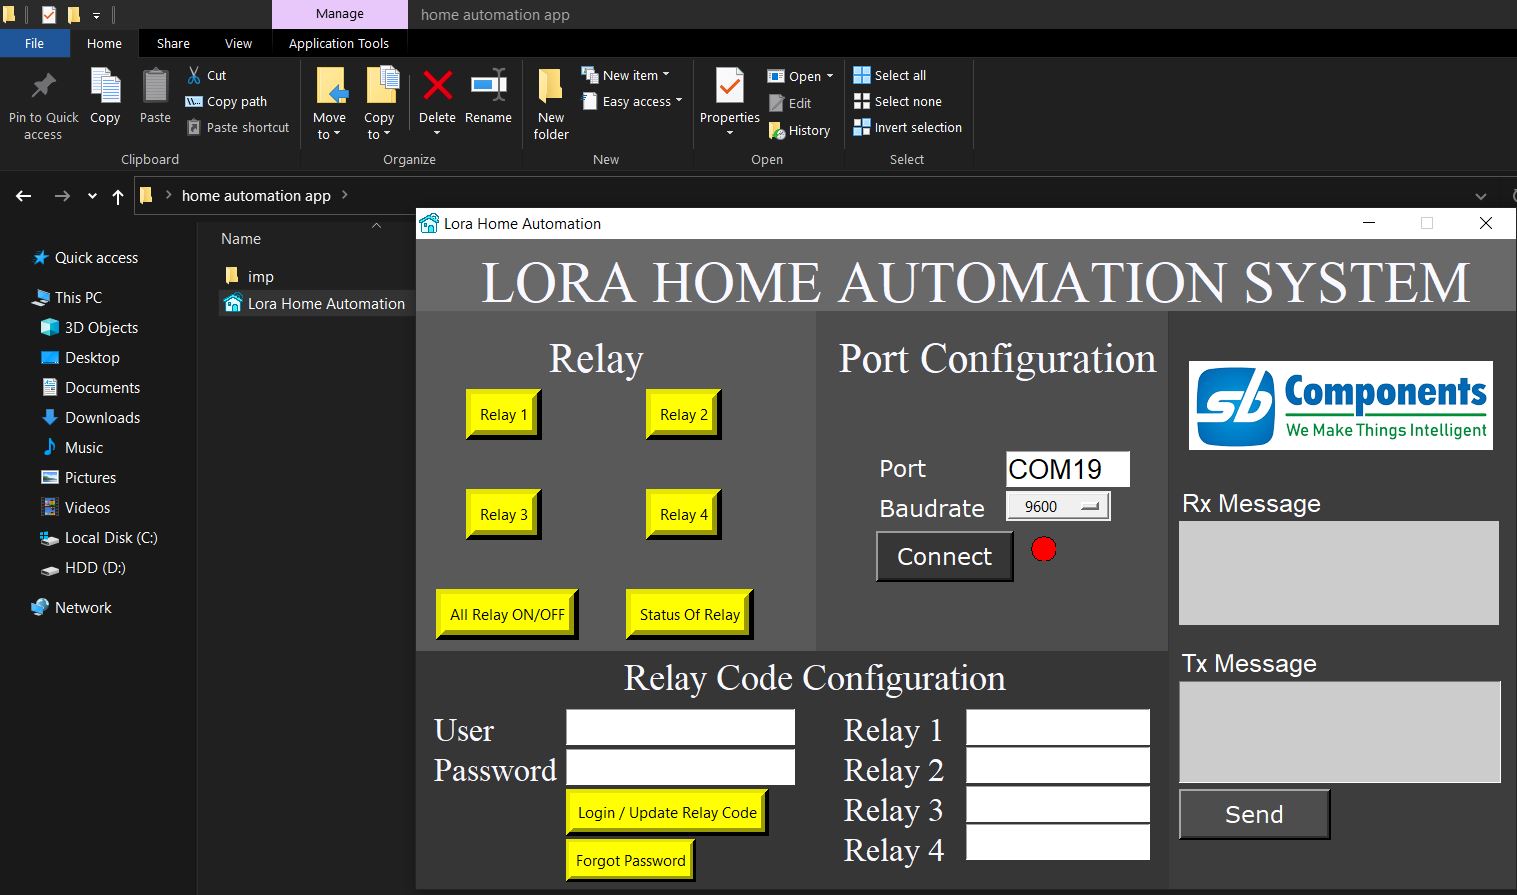 Manage
home automation app
File
Home
Share
View
Application Tools
Pin to Quick access
Copy
Paste
Cut
Copy path
Paste shortcut
Clipboard
Move to
Copy to
Delete
Rename
Organize
New folder
New item
Easy access
New
Properties
Open
Edit
History
Open
Select all
Select none
Invert selection
Select
home automation app
Name
Quick access
This PC
3D Objects
Desktop
Documents
Downloads
Music
Pictures
Videos
Local Disk (C:)
HDD (D:)
Network
imp
Lora Home Automation
Lora Home Automation
LORA HOME AUTOMATION SYSTEM
Relay
Relay 1
Relay 2
Relay 3
Relay 4
All Relay ON/OFF
Status Of Relay
Port Configuration
Port
COM19
Baudrate
9600
Connect
sb Components
We Make Things Intelligent
Rx Message
Tx Message
Send
Relay Code Configuration
User
Password
Login / Update Relay Code
Forgot Password
Relay 1
Relay 2
Relay 3
Relay 4